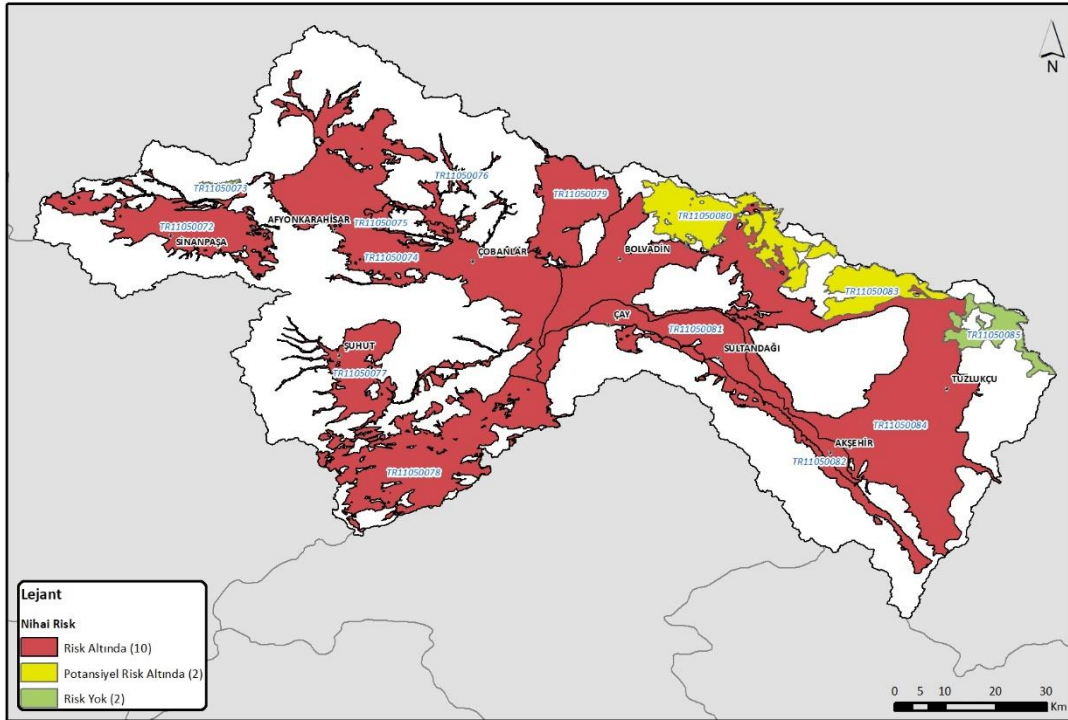 N
TR11050073
TR11050076
TR11050079
TR11050072
SİNANPAŞA
AFYONKARAHİSAR
TR11050075
TR11050074
ÇOBANLAR
BOLVADİN
TR11050080
TR11050083
ÇAY
TR11050081
SULTANDAĞI
TR11050085
TUZLUKÇU
ŞUHUT
TR11050077
TR11050078
AKŞEHİR
TR11050084
TR11050082
Lejant
Nihai Risk
Risk Altında (10)
Potansiyel Risk Altında (2)
Risk Yok (2)
0 5 10 20 30
Km